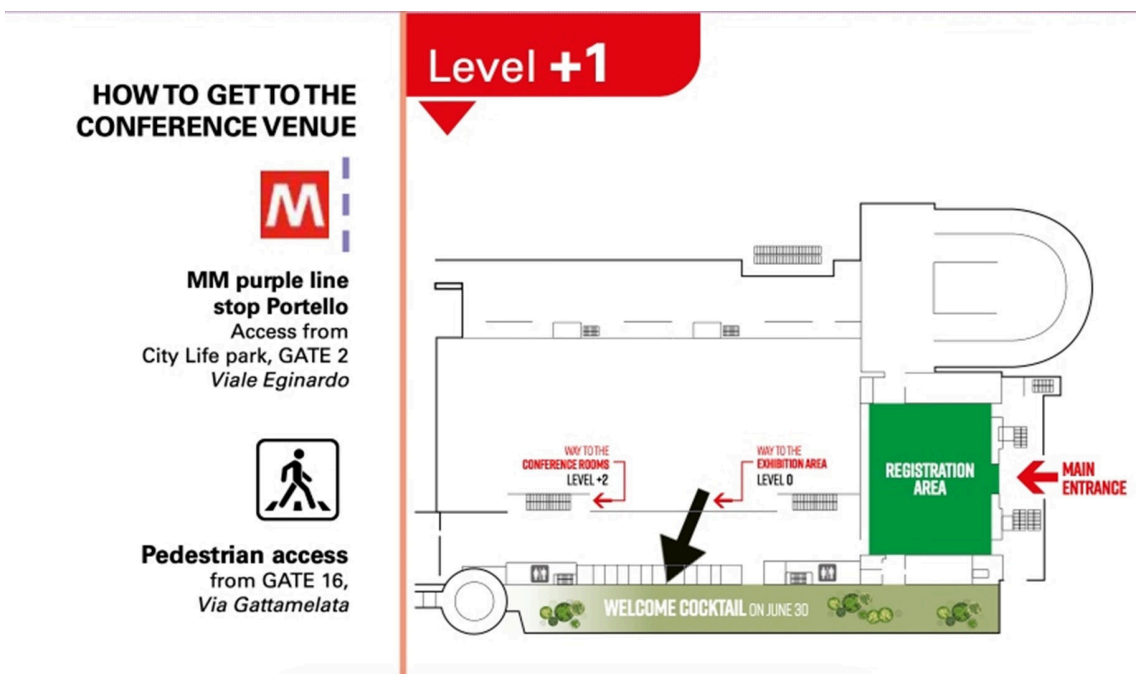 HOW TO GET TO THE
CONFERENCE VENUE
M
MM purple line
stop Portello
Access from
City Life park, GATE 2
Viale Eginardo
Pedestrian access
from GATE 16,
Via Gattamelata
Level +1
WAY TO THE
CONFERENCE ROOMS
LEVEL +2
WAY TO THE
EXHIBITION AREA
LEVEL 0
REGISTRATION
AREA
MAIN
ENTRANCE
WELCOME COCKTAIL ON JUNE 30